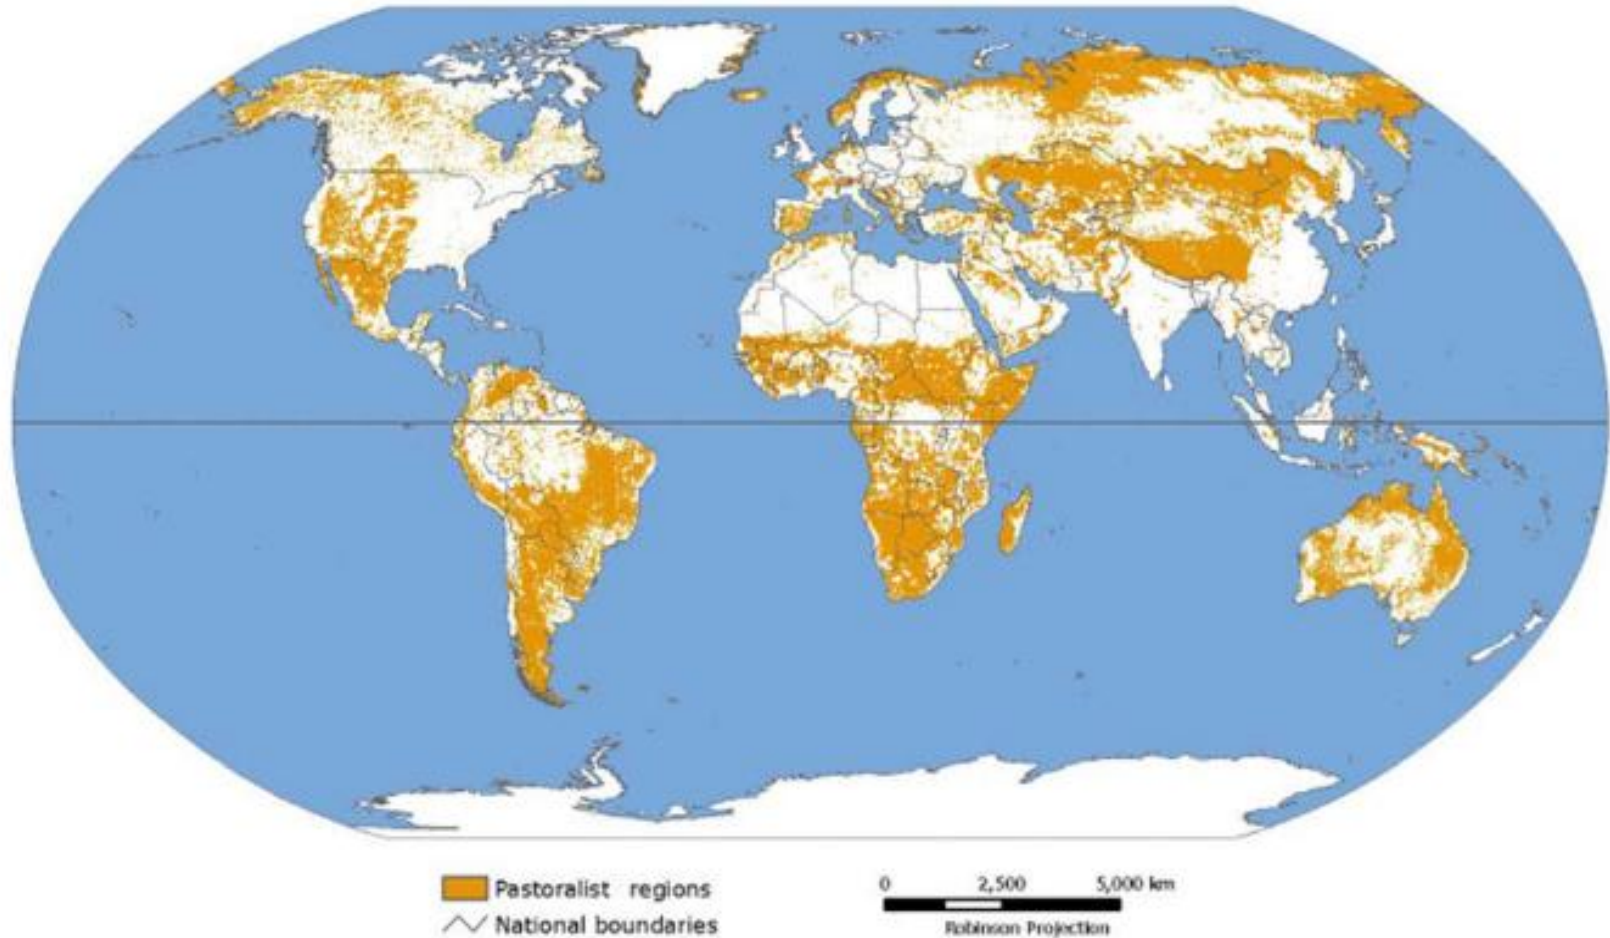 Pastoralist regions
National boundaries
0 2,500 5,000 km
Robinson Projection